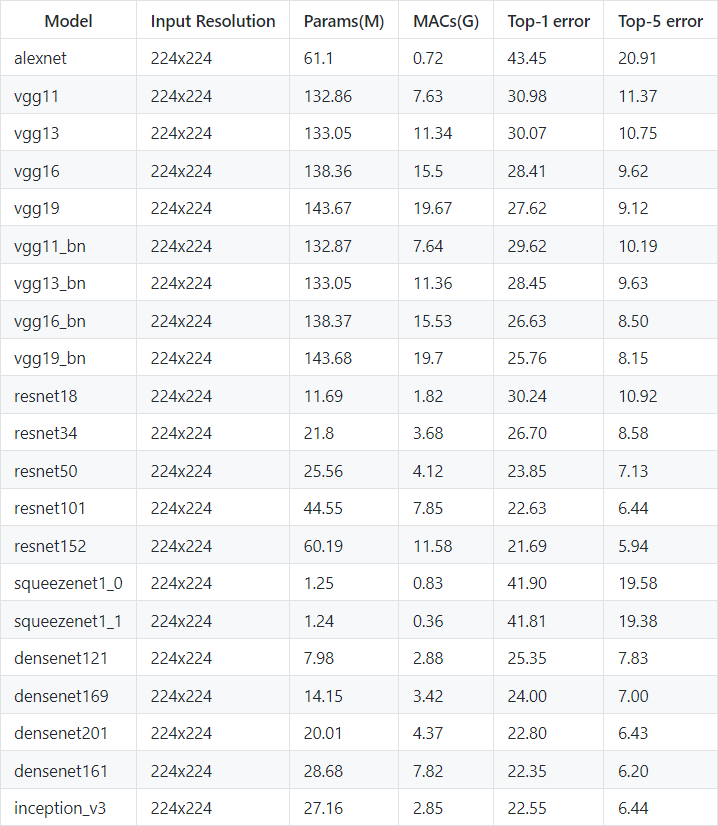 Model Input Resolution Params(M) MACs(G) Top-1 error Top-5 error
alexnet 224x224 61.1 0.72 43.45 20.91
vgg11 224x224 132.86 7.63 30.98 11.37
vgg13 224x224 133.05 11.34 30.07 10.75
vgg16 224x224 138.36 15.5 28.41 9.62
vgg19 224x224 143.67 19.67 27.62 9.12
vgg11_bn 224x224 132.87 7.64 29.62 10.19
vgg13_bn 224x224 133.05 11.36 28.45 9.63
vgg16_bn 224x224 138.37 15.53 26.63 8.50
vgg19_bn 224x224 143.68 19.7 25.76 8.15
resnet18 224x224 11.69 1.82 30.24 10.92
resnet34 224x224 21.8 3.68 26.70 8.58
resnet50 224x224 25.56 4.12 23.85 7.13
resnet101 224x224 44.55 7.85 22.63 6.44
resnet152 224x224 60.19 11.58 21.69 5.94
squeezenet1_0 224x224 1.25 0.83 41.90 19.58
squeezenet1_1 224x224 1.24 0.36 41.81 19.38
densenet121 224x224 7.98 2.88 25.35 7.83
densenet169 224x224 14.15 3.42 24.00 7.00
densenet201 224x224 20.01 4.37 22.80 6.43
densenet161 224x224 28.68 7.82 22.35 6.20
inception_v3 224x224 27.16 2.85 22.55 6.44